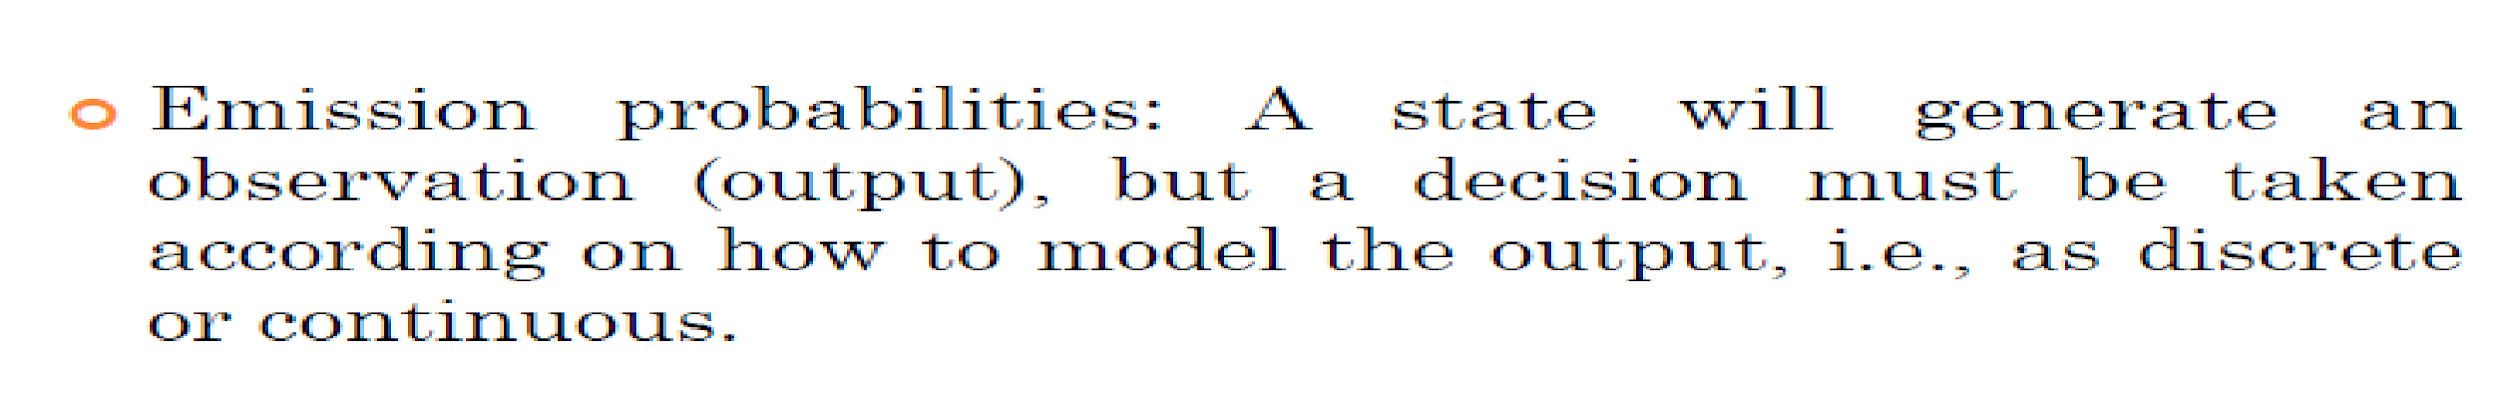 Emission probabilities: A state will generate an
observation (output), but a decision must be taken
according on how to model the output, i.e., as discrete
or continuous.